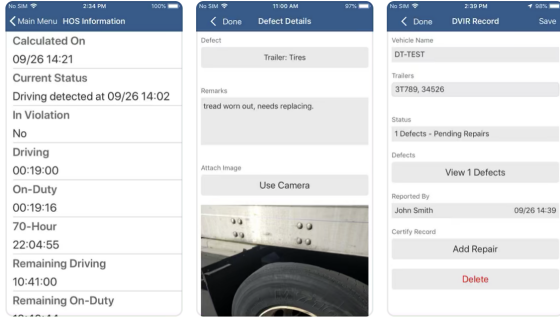 No SIM 2:34 PM 100%
Main Menu HOS Information
Calculated On
09/26 14:21
Current Status
Driving detected at 09/26 14:02
In Violation
No
Driving
00:19:00
On-Duty
00:19:16
70-Hour
22:04:55
Remaining Driving
10:41:00
Remaining On-Duty
No SIM 11:00 AM 97%
Done Defect Details
Defect
Trailer: Tires
Remarks
tread worn out, needs replacing.
Attach Image
Use Camera
No SIM 2:39 PM 98%
Done DVIR Record Save
Vehicle Name
DT-TEST
Trailers
3T789, 34526
Status
1 Defects - Pending Repairs
Defects
View 1 Defects
Reported By
John Smith 09/26 14:39
Certify Record
Add Repair
Delete